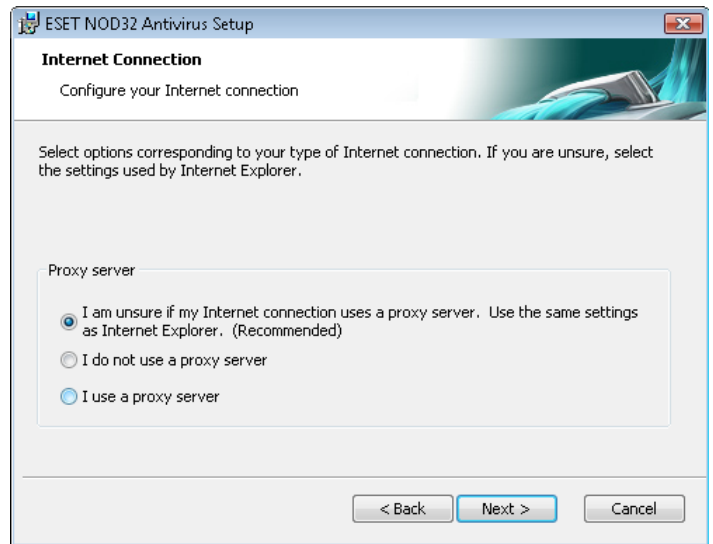 ESET NOD32 Antivirus Setup
Internet Connection
Configure your Internet connection
Select options corresponding to your type of Internet connection. If you are unsure, select
the settings used by Internet Explorer.
Proxy server
I am unsure if my Internet connection uses a proxy server.  Use the same settings
as Internet Explorer.  (Recommended)
I do not use a proxy server
I use a proxy server
< Back
Next >
Cancel